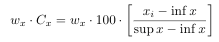 w_x · C_x = w_x · 100 · [ (x_i − inf x) / (sup x − inf x) ]